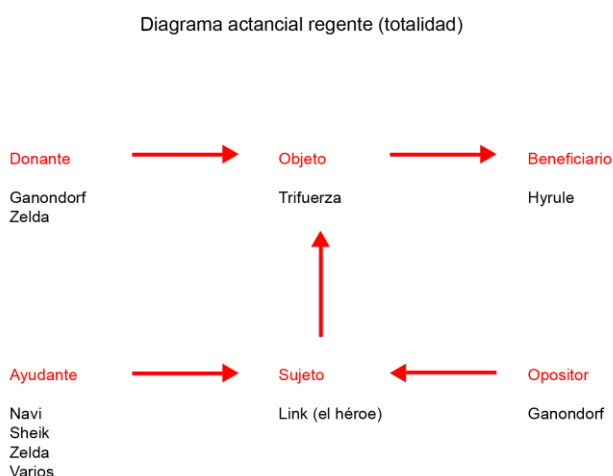 Diagrama actancial regente (totalidad)
Donante
Objeto
Beneficiario
Ganondorf
Zelda
Trifuerza
Hyrule
Ayudante
Sujeto
Opositor
Navi
Sheik
Zelda
Varios
Link (el héroe)
Ganondorf